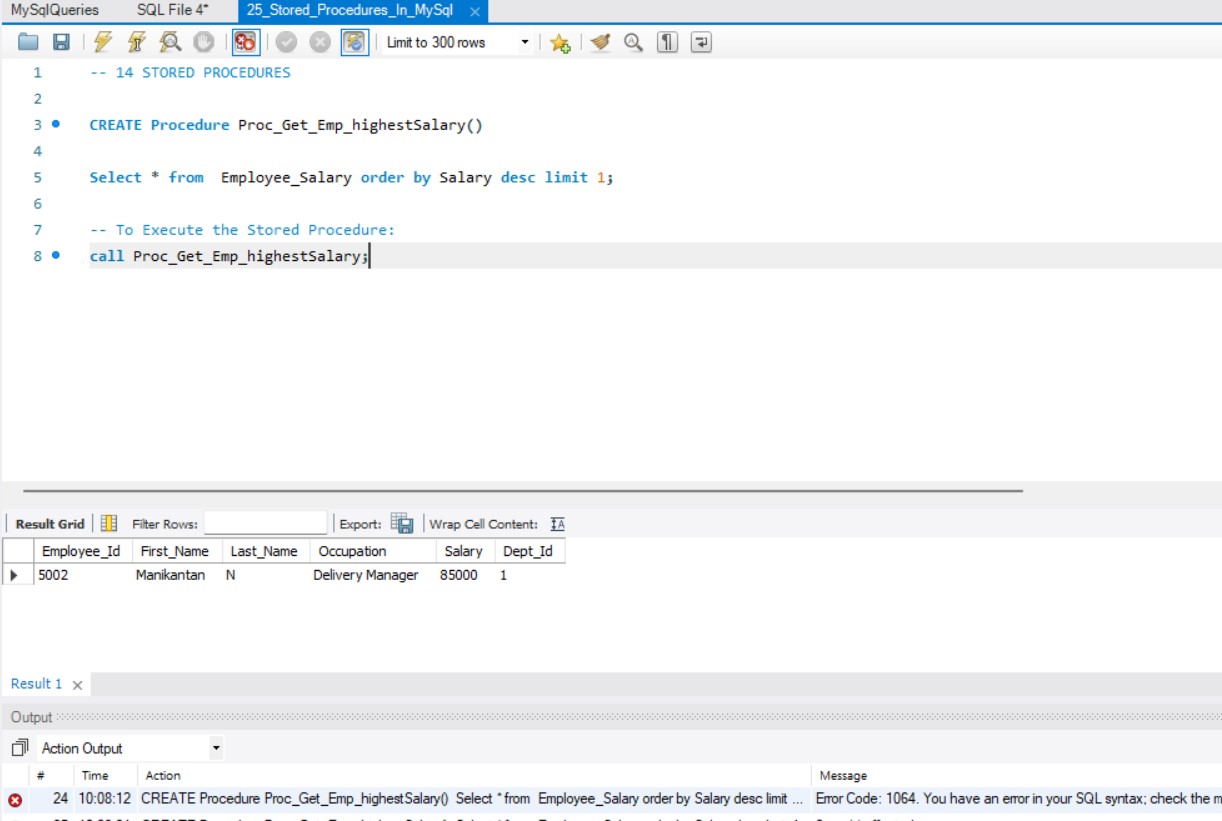 MySqlQueries SQL File 4* 25_Stored_Procedures_In_MySql ×
Limit to 300 rows
1 -- 14 STORED PROCEDURES
2
3 CREATE Procedure Proc_Get_Emp_highestSalary()
4
5 Select * from  Employee_Salary order by Salary desc limit 1;
6
7 -- To Execute the Stored Procedure:
8 call Proc_Get_Emp_highestSalary;
Result Grid Filter Rows: Export: Wrap Cell Content: IA
Employee_Id First_Name Last_Name Occupation Salary Dept_Id
5002 Manikantan N Delivery Manager 85000 1
Result 1 ×
Output
Action Output
# Time Action Message
24 10:08:12 CREATE Procedure Proc_Get_Emp_highestSalary() Select * from Employee_Salary order by Salary desc limit ... Error Code: 1064. You have an error in your SQL syntax; check the m